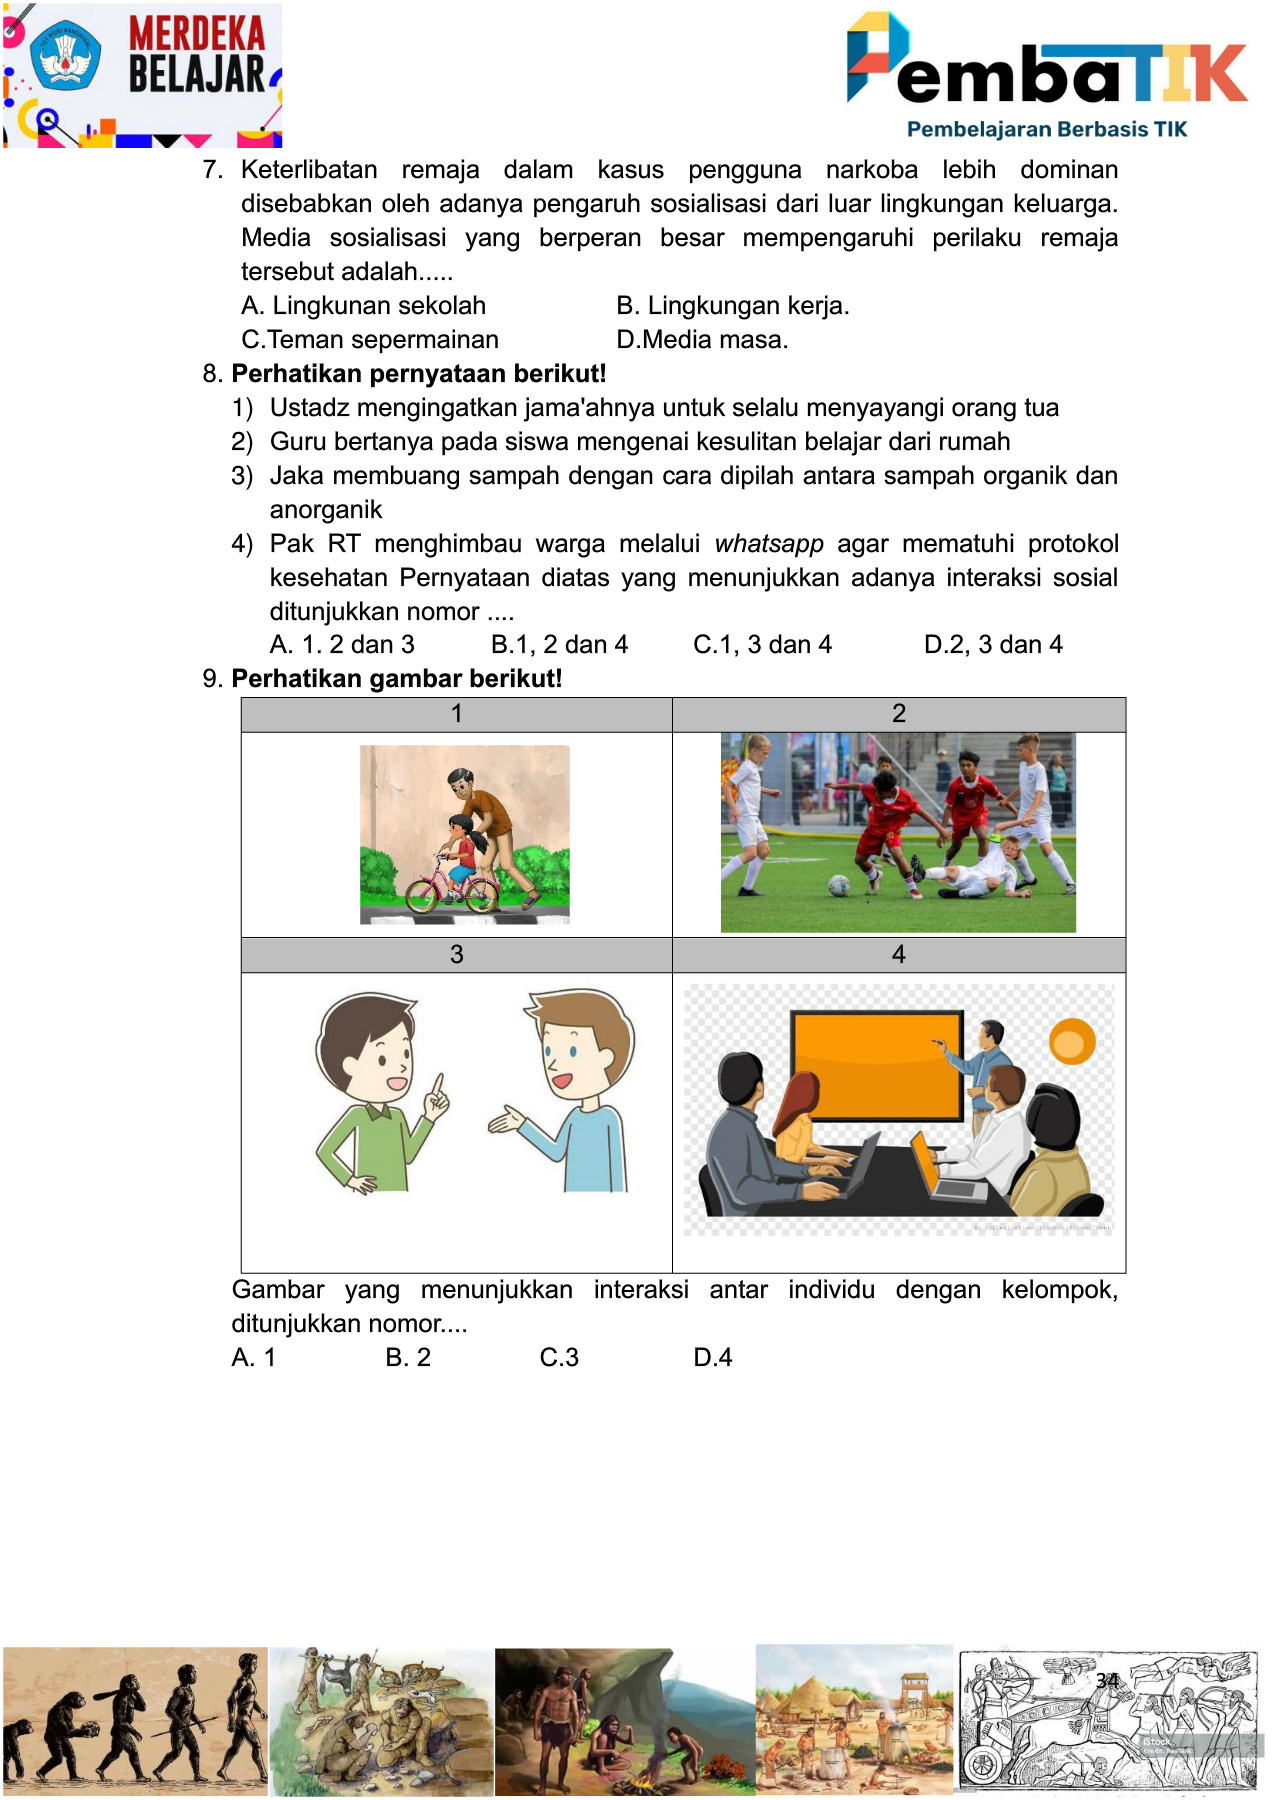 MERDEKA
BELAJAR
PembaTIK
Pembelajaran Berbasis TIK
7. Keterlibatan remaja dalam kasus pengguna narkoba lebih dominan
disebabkan oleh adanya pengaruh sosialisasi dari luar lingkungan keluarga.
Media sosialisasi yang berperan besar mempengaruhi perilaku remaja
tersebut adalah.....
A. Lingkunan sekolah B. Lingkungan kerja.
C.Teman sepermainan D.Media masa.
8. Perhatikan pernyataan berikut!
1) Ustadz mengingatkan jama'ahnya untuk selalu menyayangi orang tua
2) Guru bertanya pada siswa mengenai kesulitan belajar dari rumah
3) Jaka membuang sampah dengan cara dipilah antara sampah organik dan
anorganik
4) Pak RT menghimbau warga melalui whatsapp agar mematuhi protokol
kesehatan Pernyataan diatas yang menunjukkan adanya interaksi sosial
ditunjukkan nomor ....
A. 1. 2 dan 3 B.1, 2 dan 4 C.1, 3 dan 4 D.2, 3 dan 4
9. Perhatikan gambar berikut!
1 2
3 4
Gambar yang menunjukkan interaksi antar individu dengan kelompok,
ditunjukkan nomor....
A. 1 B. 2 C.3 D.4
34
iStock